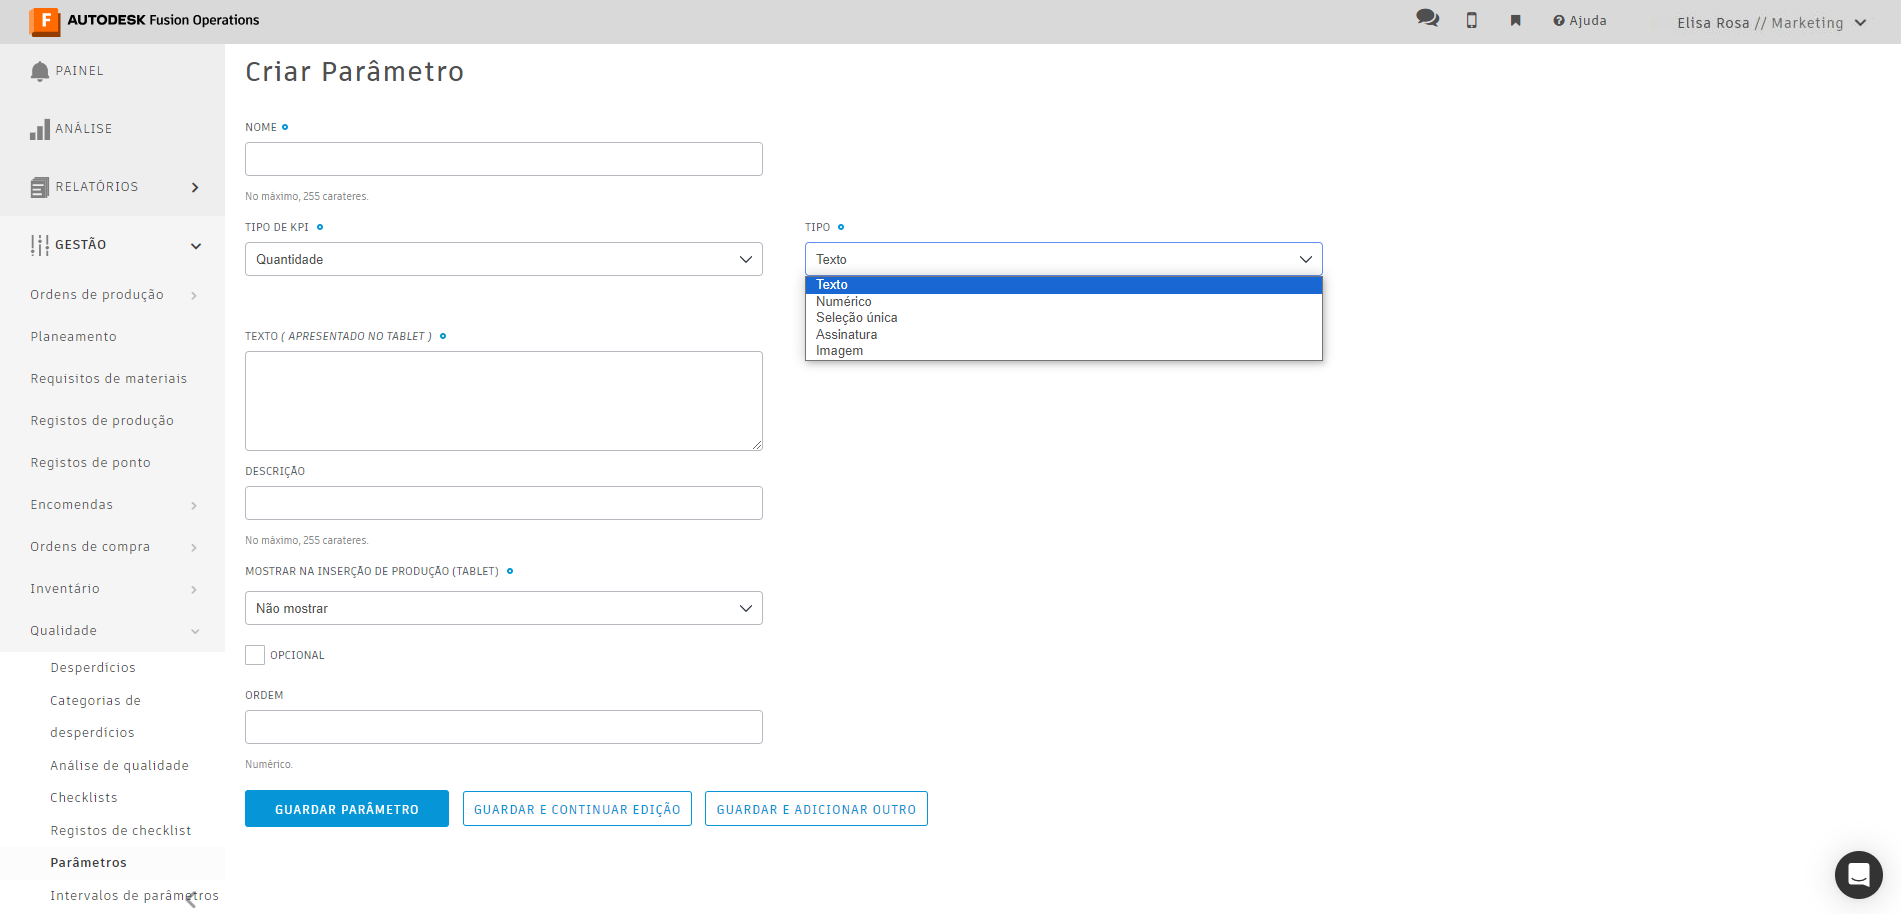 AUTODESK Fusion Operations
Ajuda
Elisa Rosa // Marketing
PAINEL
ANÁLISE
RELATÓRIOS
GESTÃO
Ordens de produção
Planeamento
Requisitos de materiais
Registos de produção
Registos de ponto
Encomendas
Ordens de compra
Inventário
Qualidade
Desperdícios
Categorias de
desperdícios
Análise de qualidade
Checklists
Registos de checklist
Parâmetros
Intervalos de parâmetros
Criar Parâmetro
NOME
No máximo, 255 carateres.
TIPO DE KPI
Quantidade
TIPO
Texto
Texto
Numérico
Seleção única
Assinatura
Imagem
TEXTO ( APRESENTADO NO TABLET )
DESCRIÇÃO
No máximo, 255 carateres.
MOSTRAR NA INSERÇÃO DE PRODUÇÃO (TABLET)
Não mostrar
OPCIONAL
ORDEM
Numérico.
GUARDAR PARÂMETRO
GUARDAR E CONTINUAR EDIÇÃO
GUARDAR E ADICIONAR OUTRO